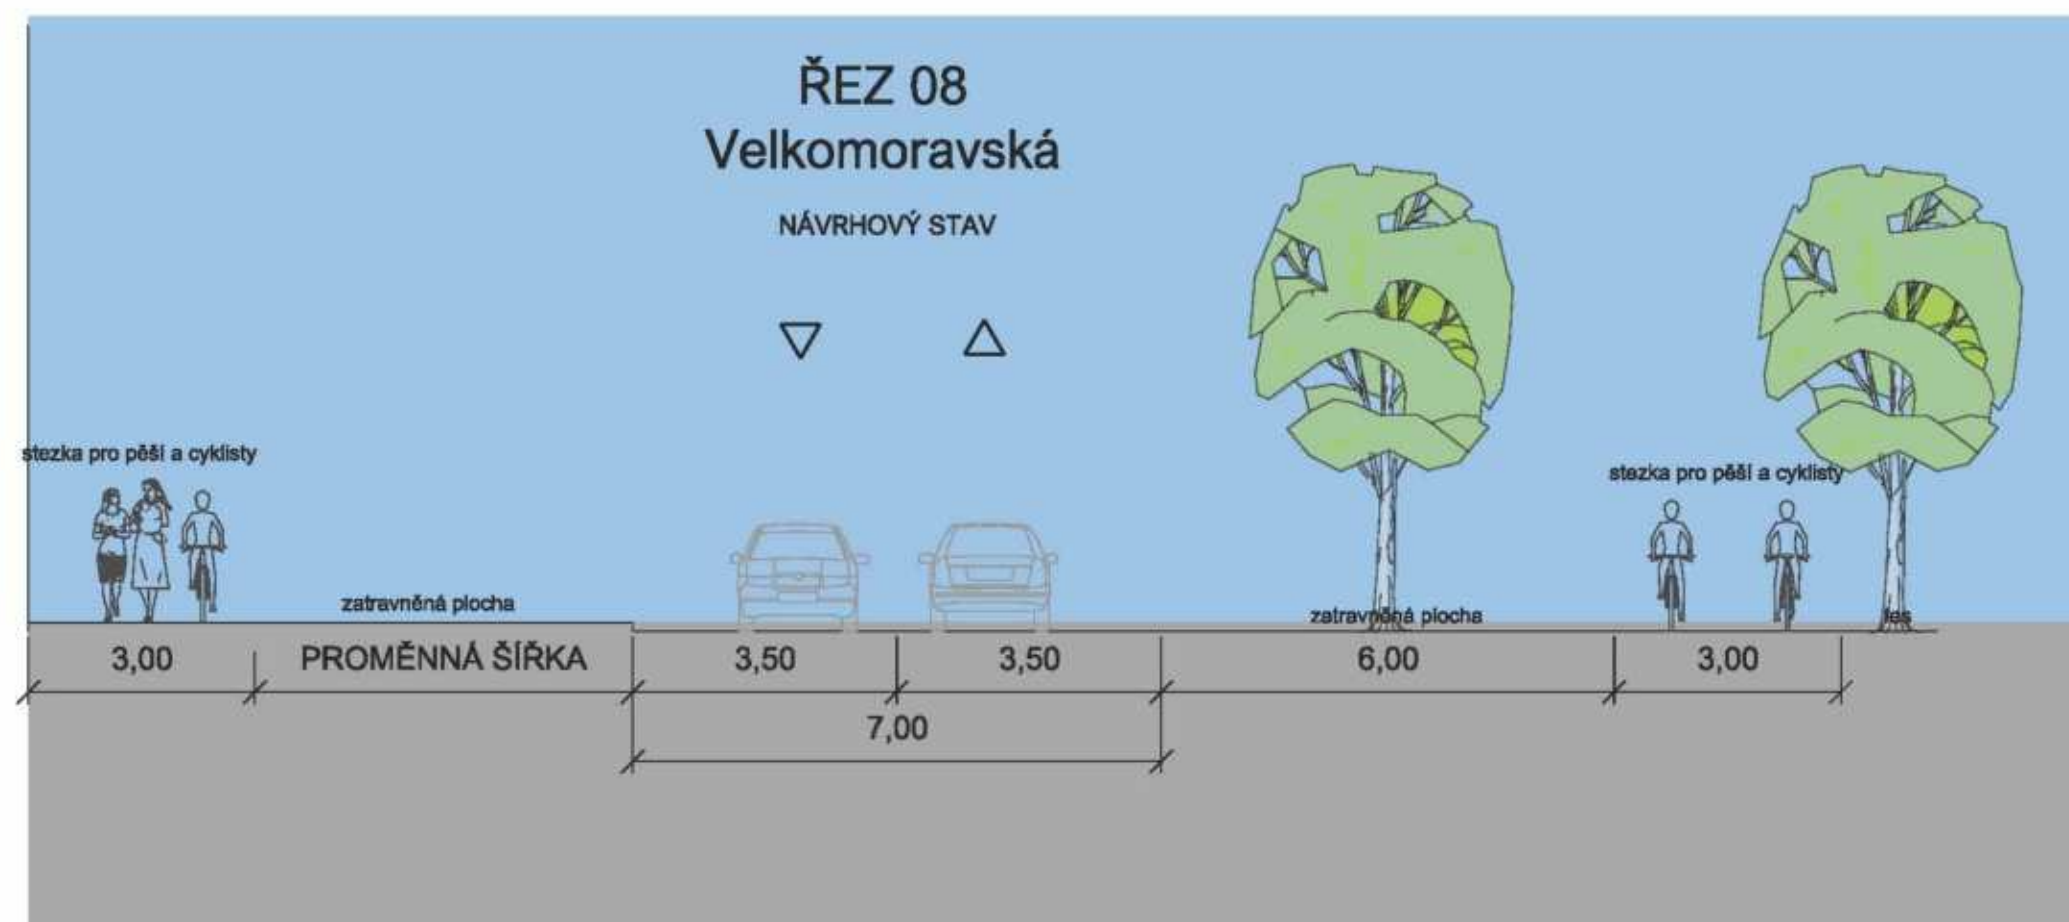 ŘEZ 08
Velkomoravská
NÁVRHOVÝ STAV
stezka pro pěší a cyklisty
stezka pro pěší a cyklisty
zatravněná plocha
zatravněná plocha
les
3,00
PROMĚNNÁ ŠÍŘKA
3,50
3,50
6,00
3,00
7,00